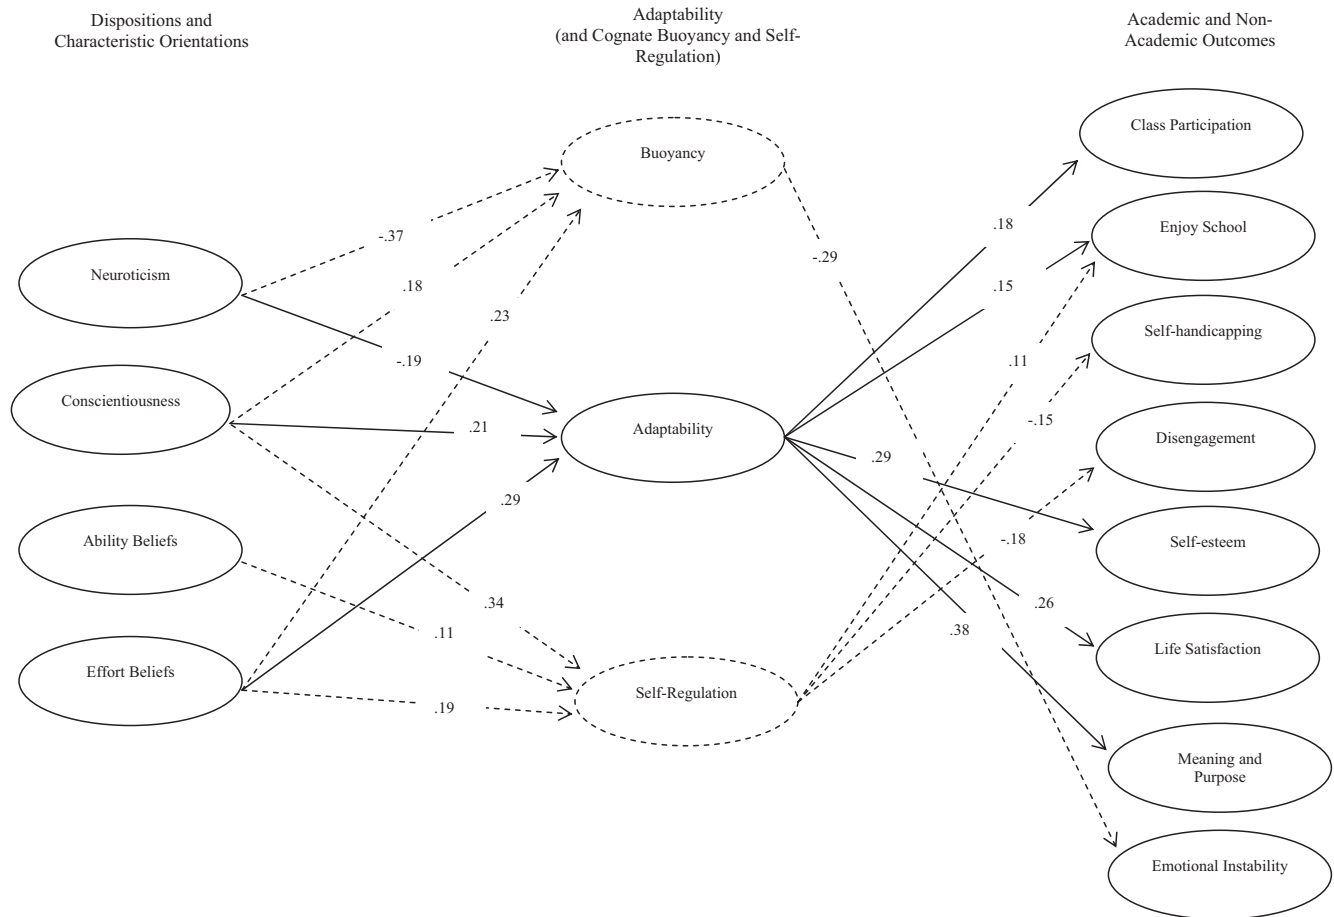 Dispositions and
Characteristic Orientations
Adaptability
(and Cognate Buoyancy and Self-
Regulation)
Academic and Non-
Academic Outcomes
Class Participation
Buoyancy
Enjoy School
.18
-.37
-.29
Neuroticism
.18
.15
.23
Self-handicapping
-.19
.11
Conscientiousness
.21
Adaptability
-.15
Disengagement
.29
.29
Ability Beliefs
-.18
Self-esteem
.34
.26
.11
.38
Life Satisfaction
Effort Beliefs
Self-Regulation
.19
Meaning and
Purpose
Emotional Instability